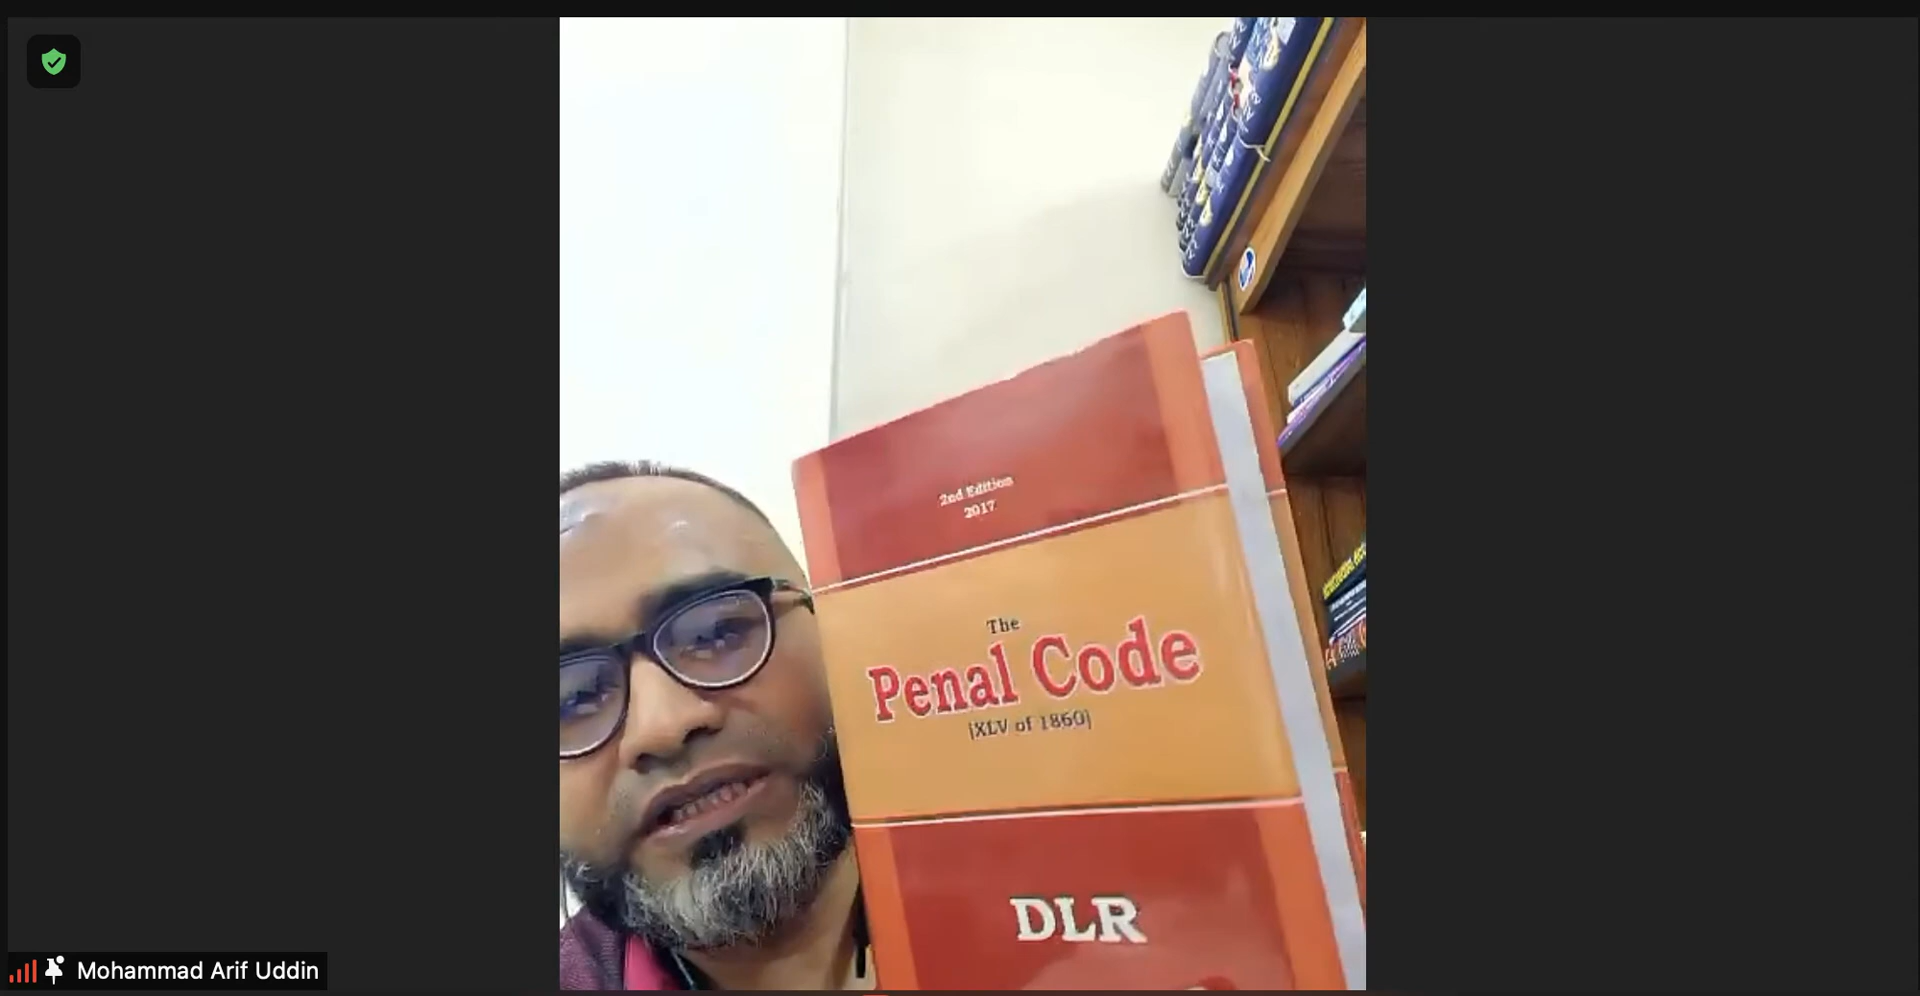 2nd Edition
2017
The
Penal Code
[XLV of 1860]
DLR
Mohammad Arif Uddin